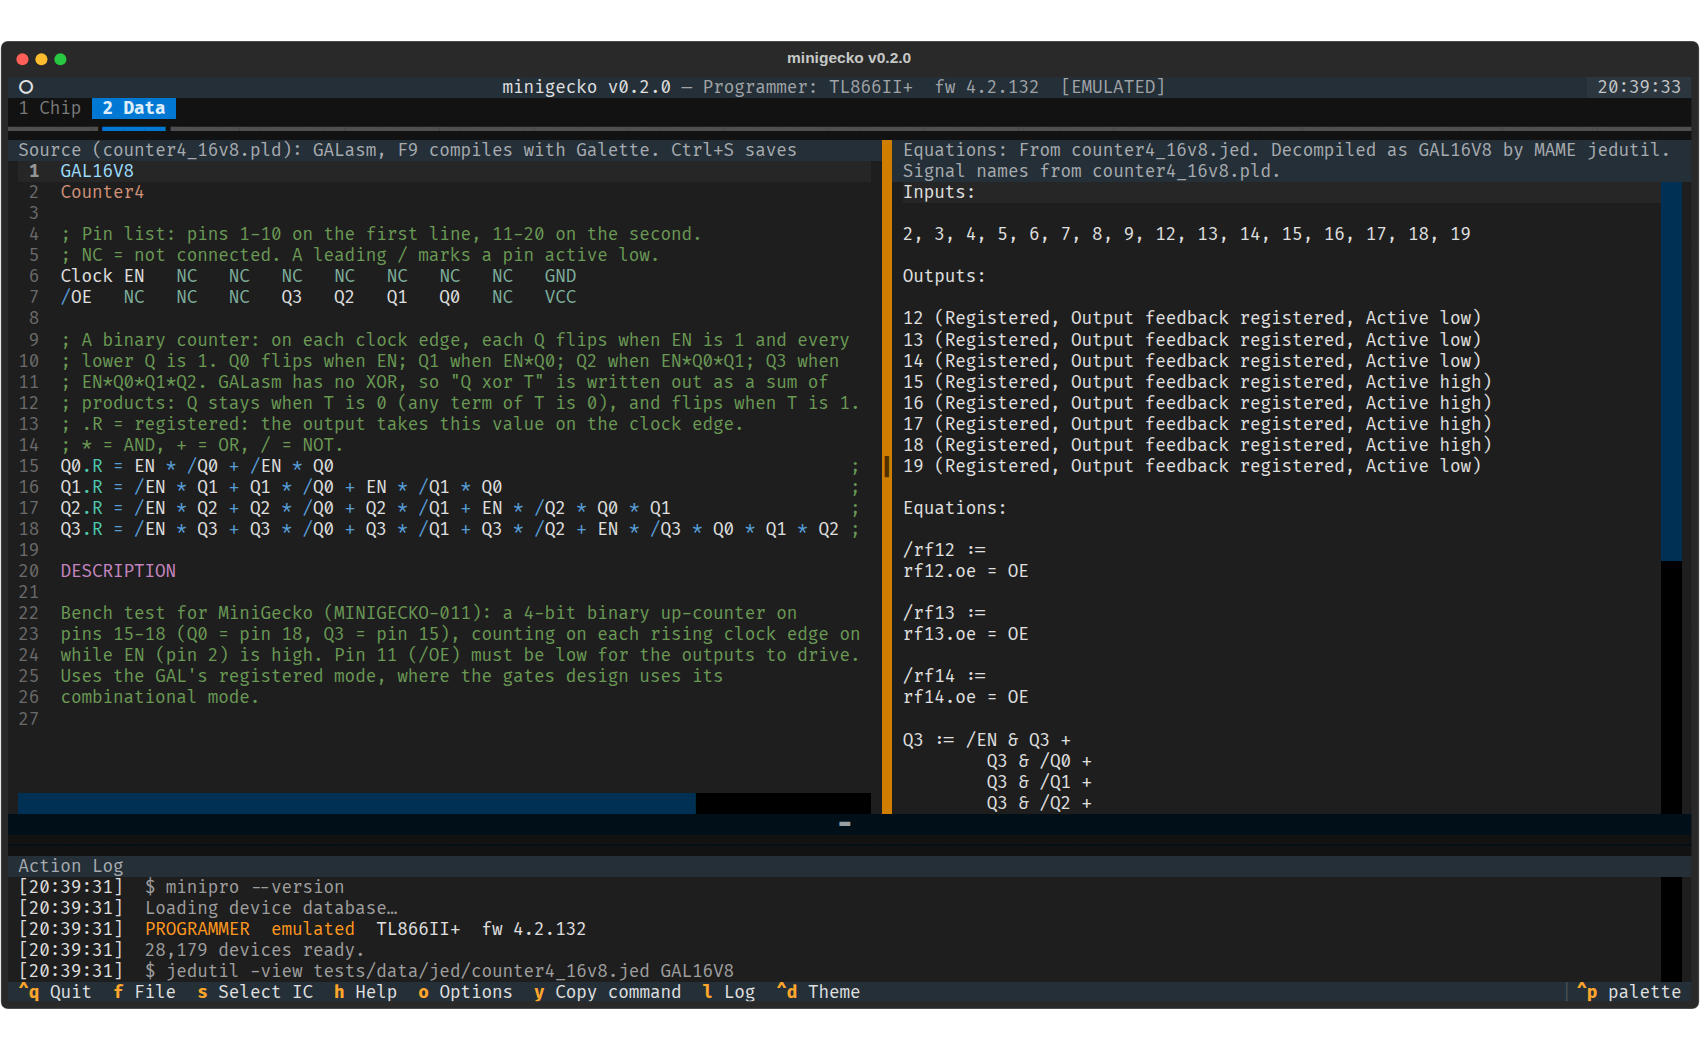 minigecko v0.2.0
minigecko v0.2.0 — Programmer: TL866II+  fw 4.2.132  [EMULATED]
20:39:33
1 Chip  2 Data
Source (counter4_16v8.pld): GALasm, F9 compiles with Galette. Ctrl+S saves
1  GAL16V8
2  Counter4
3
4  ; Pin list: pins 1-10 on the first line, 11-20 on the second.
5  ; NC = not connected. A leading / marks a pin active low.
6  Clock EN   NC   NC   NC   NC   NC   NC   NC   GND
7  /OE   NC   NC   NC   Q3   Q2   Q1   Q0   NC   VCC
8
9  ; A binary counter: on each clock edge, each Q flips when EN is 1 and every
10  ; lower Q is 1. Q0 flips when EN; Q1 when EN*Q0; Q2 when EN*Q0*Q1; Q3 when
11  ; EN*Q0*Q1*Q2. GALasm has no XOR, so "Q xor T" is written out as a sum of
12  ; products: Q stays when T is 0 (any term of T is 0), and flips when T is 1.
13  ; .R = registered: the output takes this value on the clock edge.
14  ; * = AND, + = OR, / = NOT.
15  Q0.R = EN * /Q0 + /EN * Q0 ;
16  Q1.R = /EN * Q1 + Q1 * /Q0 + EN * /Q1 * Q0 ;
17  Q2.R = /EN * Q2 + Q2 * /Q0 + Q2 * /Q1 + EN * /Q2 * Q0 * Q1 ;
18  Q3.R = /EN * Q3 + Q3 * /Q0 + Q3 * /Q1 + Q3 * /Q2 + EN * /Q3 * Q0 * Q1 * Q2 ;
19
20  DESCRIPTION
21
22  Bench test for MiniGecko (MINIGECKO-011): a 4-bit binary up-counter on
23  pins 15-18 (Q0 = pin 18, Q3 = pin 15), counting on each rising clock edge on
24  while EN (pin 2) is high. Pin 11 (/OE) must be low for the outputs to drive.
25  Uses the GAL's registered mode, where the gates design uses its
26  combinational mode.
27
Equations: From counter4_16v8.jed. Decompiled as GAL16V8 by MAME jedutil.
Signal names from counter4_16v8.pld.
Inputs:
2, 3, 4, 5, 6, 7, 8, 9, 12, 13, 14, 15, 16, 17, 18, 19
Outputs:
12 (Registered, Output feedback registered, Active low)
13 (Registered, Output feedback registered, Active low)
14 (Registered, Output feedback registered, Active low)
15 (Registered, Output feedback registered, Active high)
16 (Registered, Output feedback registered, Active high)
17 (Registered, Output feedback registered, Active high)
18 (Registered, Output feedback registered, Active high)
19 (Registered, Output feedback registered, Active low)
Equations:
/rf12 :=
rf12.oe = OE
/rf13 :=
rf13.oe = OE
/rf14 :=
rf14.oe = OE
Q3 := /EN & Q3 +
Q3 & /Q0 +
Q3 & /Q1 +
Q3 & /Q2 +
Action Log
[20:39:31]  $ minipro --version
[20:39:31]  Loading device database…
[20:39:31]  PROGRAMMER  emulated  TL866II+  fw 4.2.132
[20:39:31]  28,179 devices ready.
[20:39:31]  $ jedutil -view tests/data/jed/counter4_16v8.jed GAL16V8
^q Quit  f File  s Select IC  h Help  o Options  y Copy command  l Log  ^d Theme  ^p palette